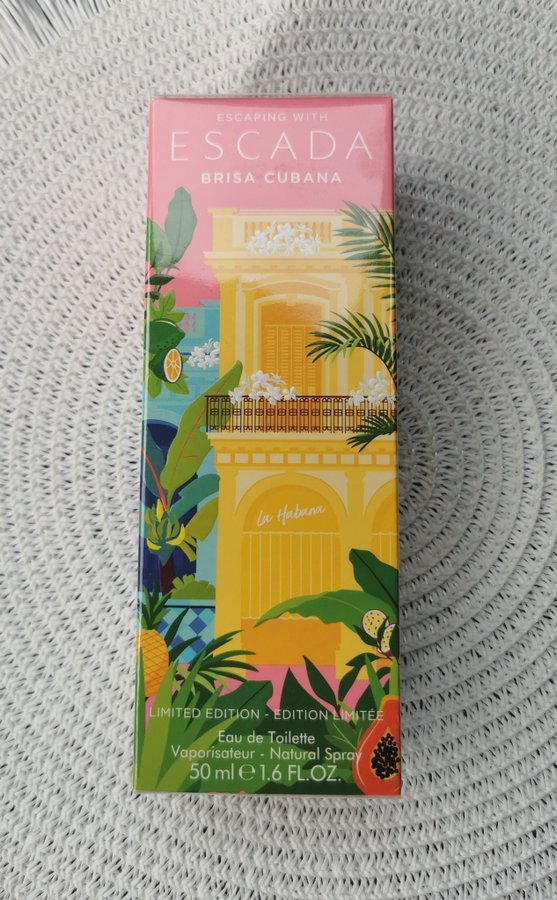 ESCAPING WITH
ESCADA
BRISA CUBANA
La Habana
LIMITED EDITION - EDITION LIMITÉE
Eau de Toilette
Vaporisateur - Natural Spray
50 ml ℮ 1.6 FL.OZ.